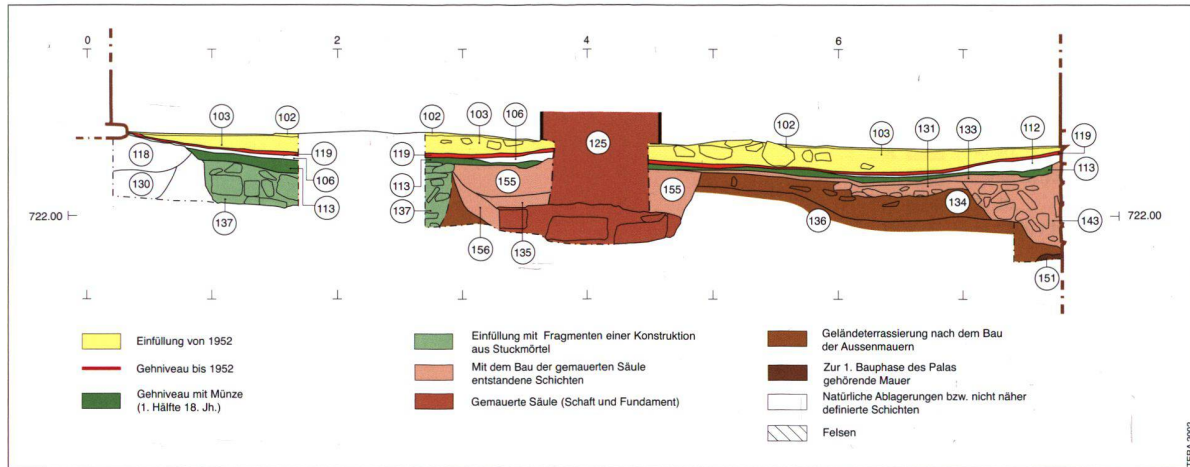 0 2 4 6
103 102 102 103 106 125 102 103 131 133 112 119
118 119 119 113
130 106 155 155
113 113 134
722.00 137 137 136 143 722.00
156 135 151
Einfüllung von 1952
Gehniveau bis 1952
Gehniveau mit Münze
(1. Hälfte 18. Jh.)
Einfüllung mit Fragmenten einer Konstruktion
aus Stuckmörtel
Mit dem Bau der gemauerten Säule
entstandene Schichten
Gemauerte Säule (Schaft und Fundament)
Geländeterrassierung nach dem Bau
der Aussenmauern
Zur 1. Bauphase des Palas
gehörende Mauer
Natürliche Ablagerungen bzw. nicht näher
definierte Schichten
Felsen